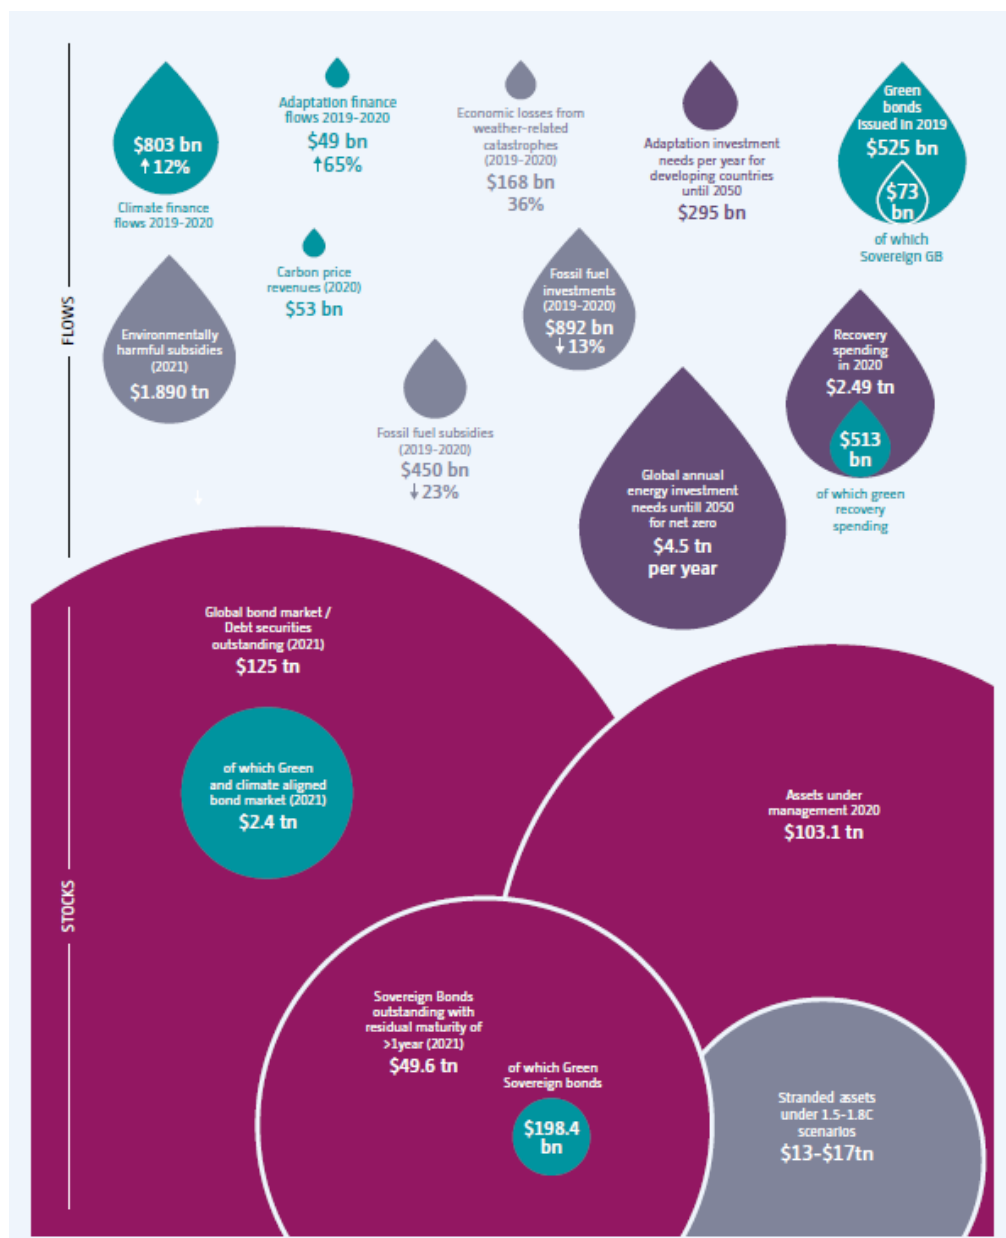 FLOWS
$803 bn
↑12%
Climate finance
flows 2019-2020
Adaptation finance
flows 2019-2020
$49 bn
↑65%
Economic losses from
weather-related
catastrophes
(2019-2020)
$168 bn
36%
Adaptation investment
needs per year for
developing countries
until 2050
$295 bn
Green
bonds
issued in 2019
$525 bn
$73
bn
of which
Sovereign GB
Environmentally
harmful subsidies
(2021)
$1.890 tn
Carbon price
revenues (2020)
$53 bn
Fossil fuel
investments
(2019-2020)
$892 bn
↓13%
Recovery
spending
in 2020
$2.49 tn
$513
bn
of which green
recovery
spending
Fossil fuel subsidies
(2019-2020)
$450 bn
↓23%
Global annual
energy investment
needs untill 2050
for net zero
$4.5 tn
per year
STOCKS
Global bond market /
Debt securities
outstanding (2021)
$125 tn
of which Green
and climate aligned
bond market (2021)
$2.4 tn
Assets under
management 2020
$103.1 tn
Sovereign Bonds
outstanding with
residual maturity of
>1year (2021)
$49.6 tn
of which Green
Sovereign bonds
$198.4
bn
Stranded assets
under 1.5-1.8C
scenarios
$13-$17tn